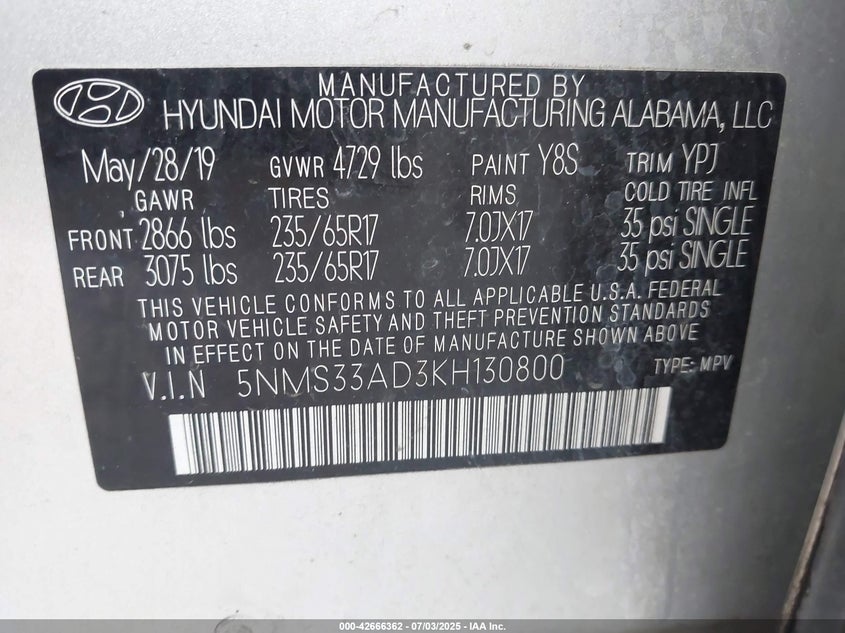 MANUFACTURED BY
HYUNDAI MOTOR MANUFACTURING ALABAMA, LLC
May/28/19 GVWR 4729 lbs PAINT Y8S TRIM YPJ
GAWR TIRES RIMS COLD TIRE INFL
FRONT 2866 lbs 235/65R17 7.0JX17 35 psi SINGLE
REAR 3075 lbs 235/65R17 7.0JX17 35 psi SINGLE
THIS VEHICLE CONFORMS TO ALL APPLICABLE U.S.A. FEDERAL
MOTOR VEHICLE SAFETY AND THEFT PREVENTION STANDARDS
IN EFFECT ON THE DATE OF MANUFACTURE SHOWN ABOVE
V.I.N 5NMS33AD3KH130800 TYPE: MPV
000-42666362 - 07/03/2025 - IAA Inc.